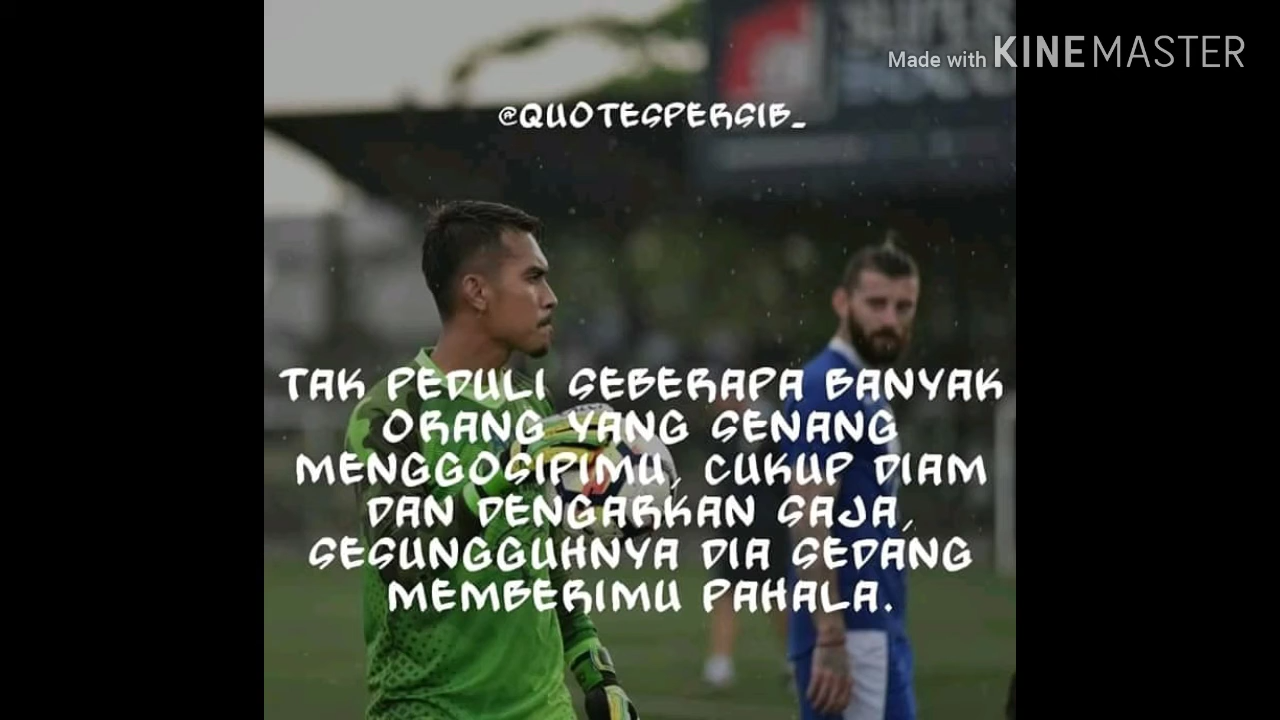 Made with KINEMASTER
@QUOTESPERSIB_
TAK PEDULI SEBERAPA BANYAK
ORANG YANG SENANG
MENGGOSIPIMU, CUKUP DIAM
DAN DENGARKAN SAJA,
SESUNGGUHNYA DIA SEDANG
MEMBERIMU PAHALA.